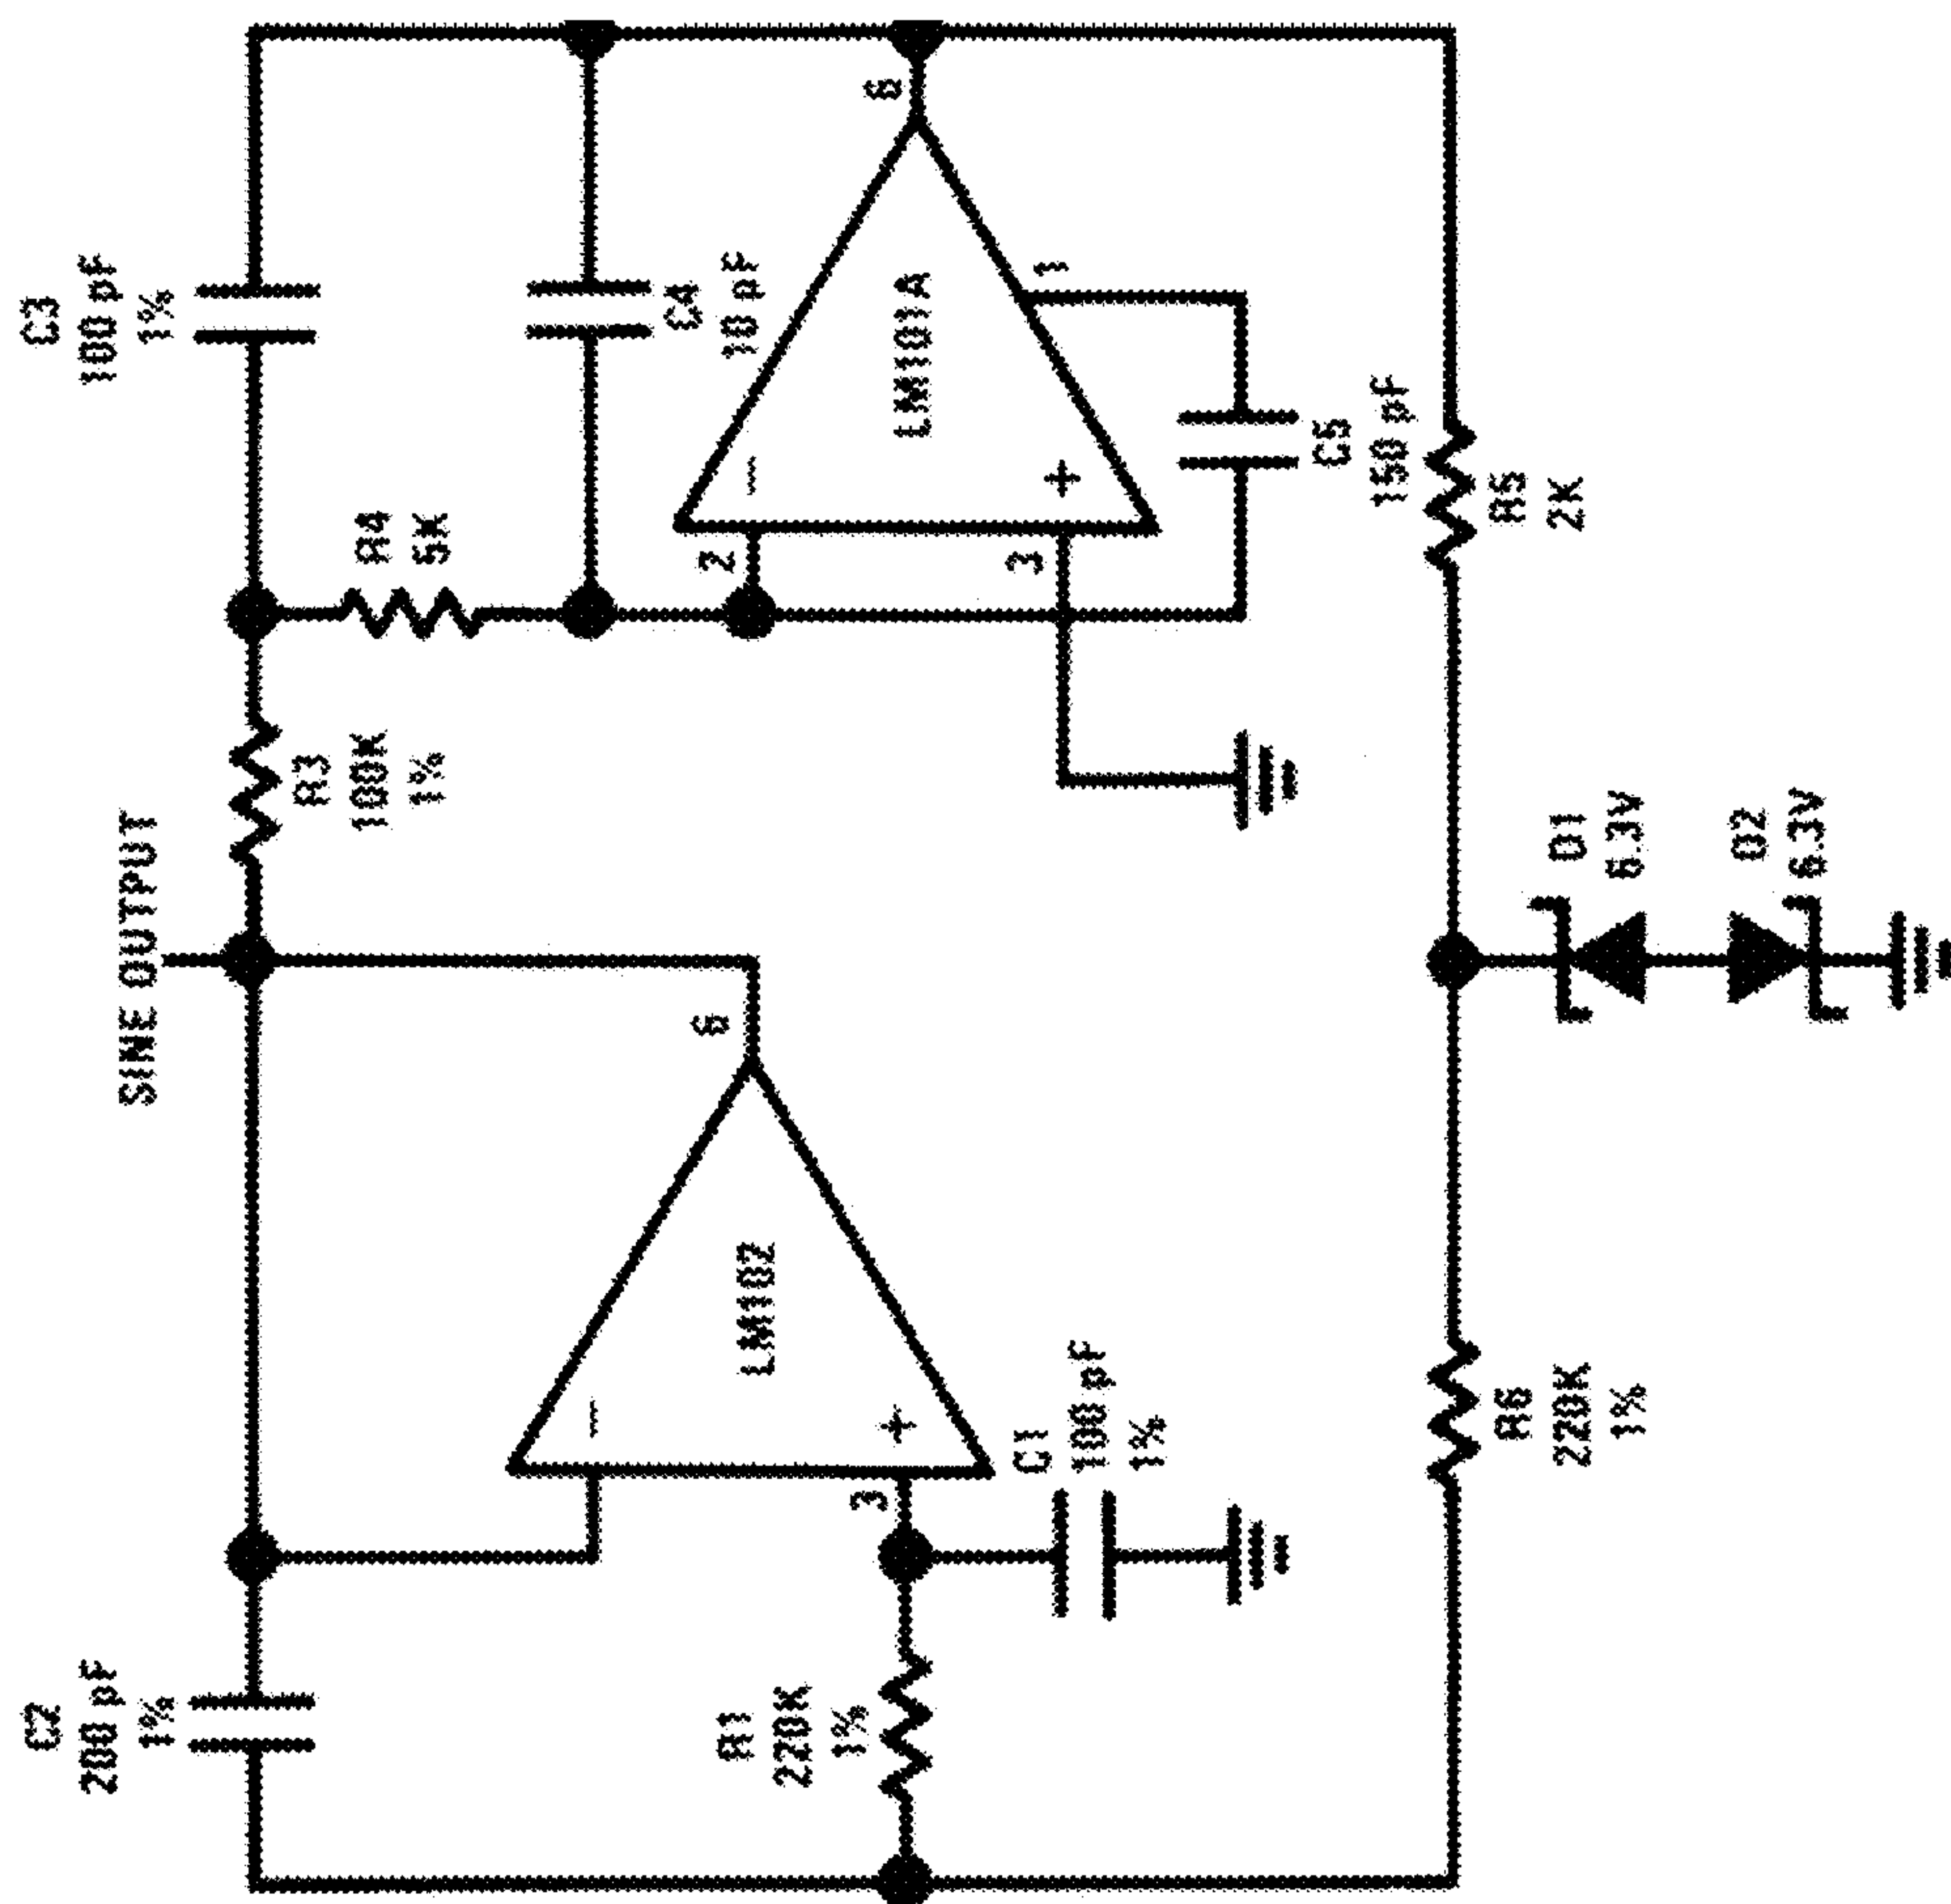 C2
200 pF
1%
SINE OUTPUT
C3
100 pF
1%
R3
100K
1%
R4
5K
C4
10 pF
R1
220K
1%
3
−
+
LM102
6
2
3
−
+
LM101A
6
1
C1
100 pF
1%
C5
150 pF
R6
220K
1%
R5
2K
D1
6.3V
D2
6.3V